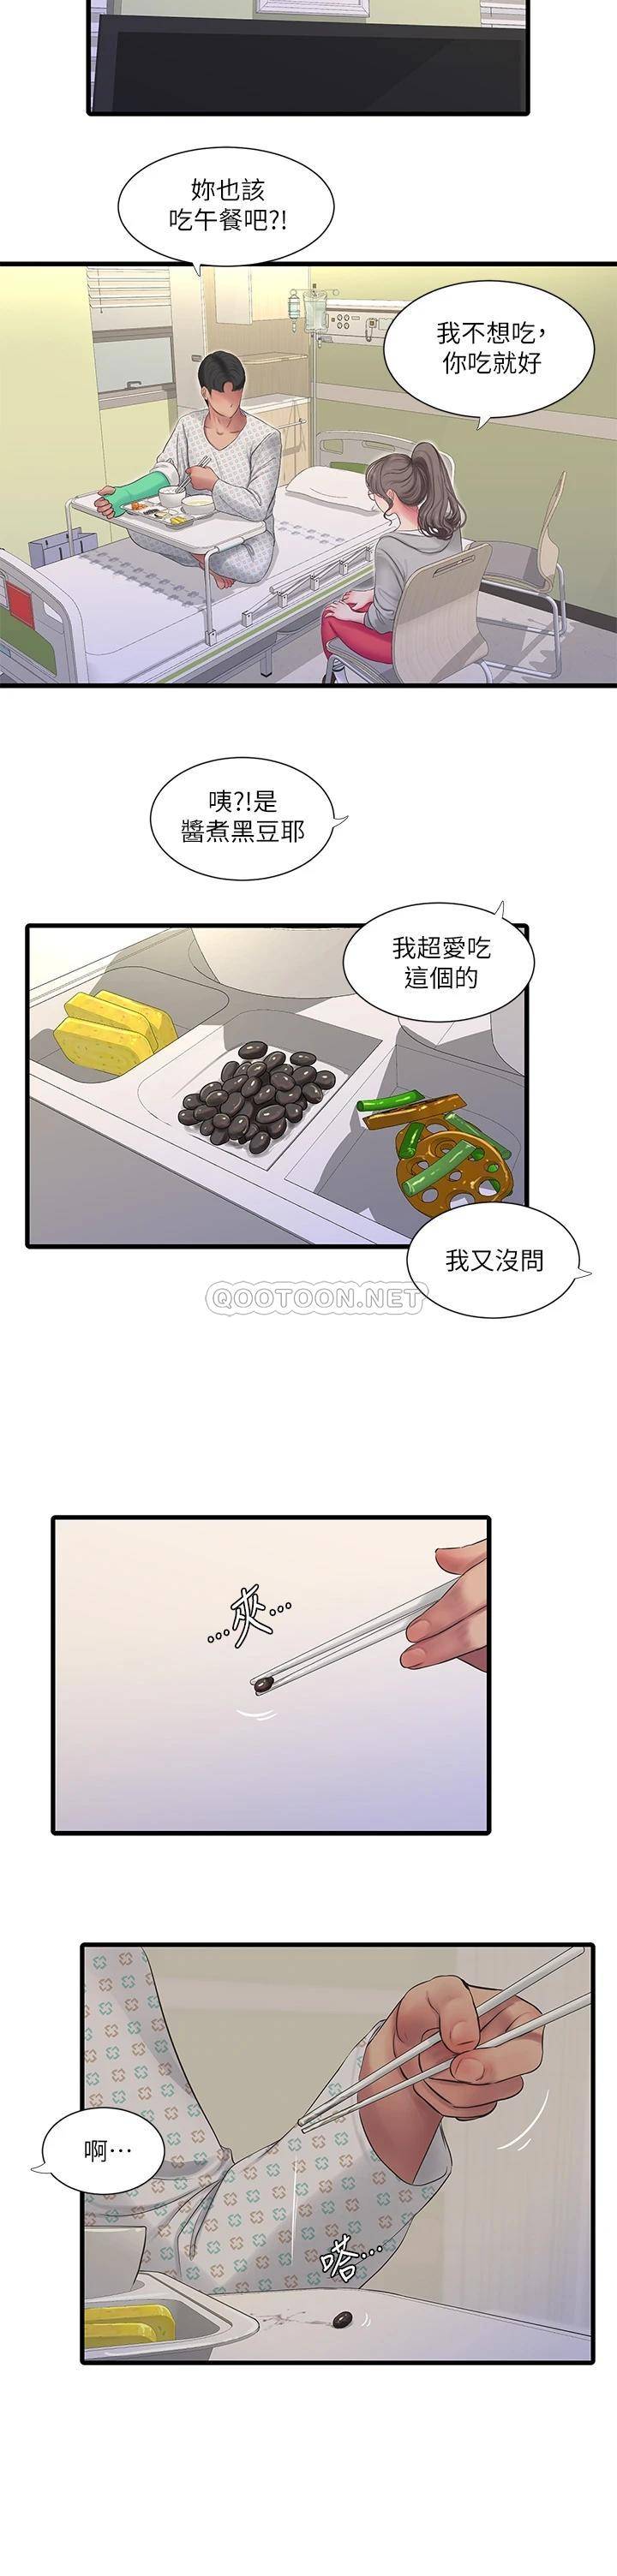 妳也該
吃午餐吧?!
我不想吃，
你吃就好
咦?!是
醬煮黑豆耶
我超愛吃
這個的
我又沒問
QOOTOON.NET
…夾…
啊…
嗒…